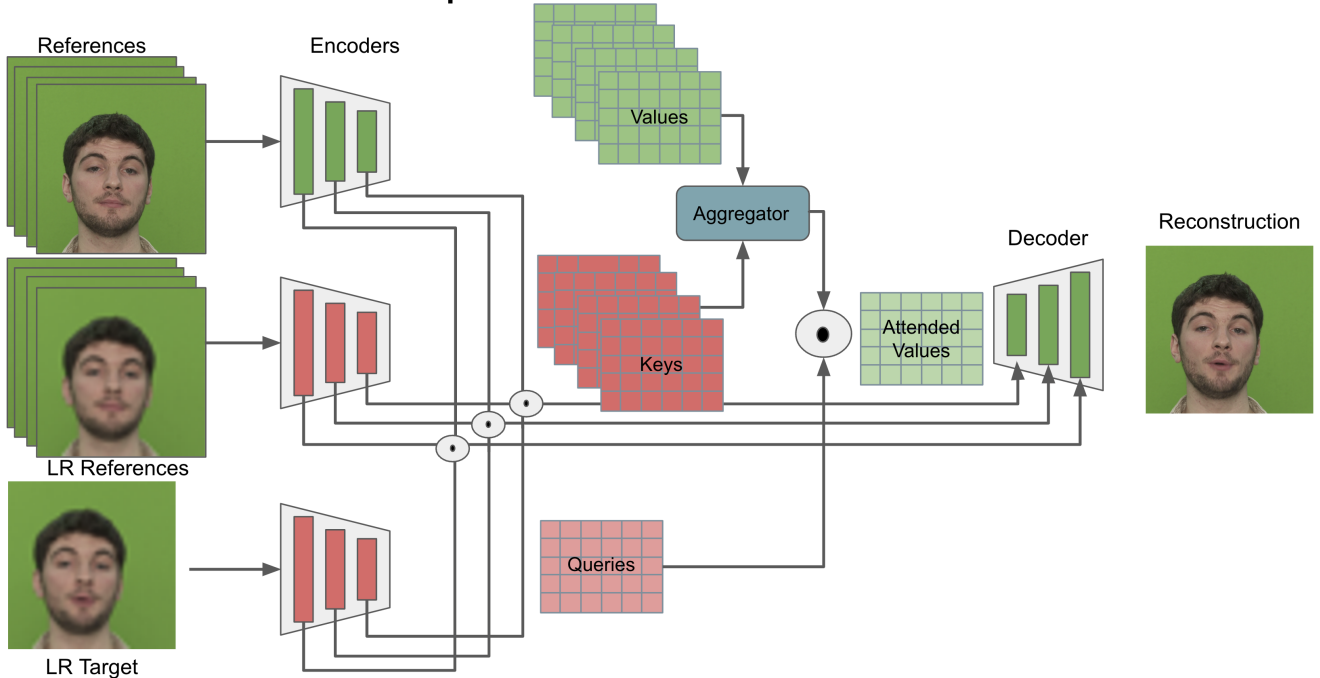 References
Encoders
Values
Aggregator
Reconstruction
Decoder
Attended
Values
Keys
LR References
Queries
LR Target